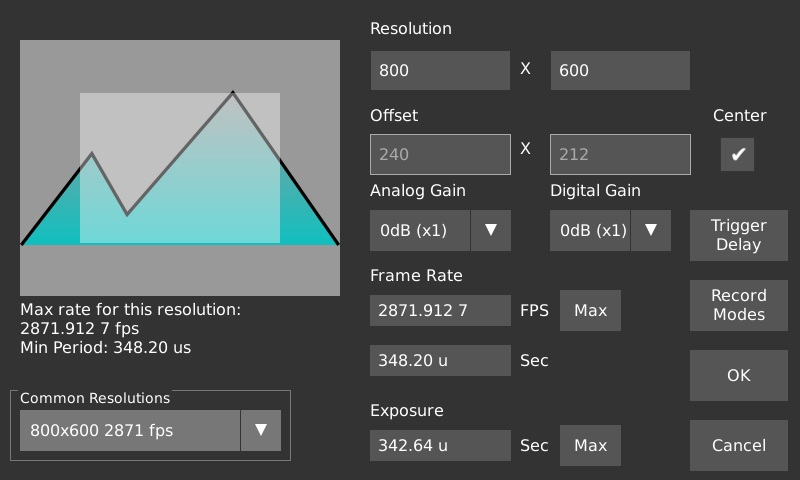 Resolution
800 X 600
Offset Center
240 X 212 ✔
Analog Gain Digital Gain
0dB (x1) ▼ 0dB (x1) ▼
Trigger
Delay
Frame Rate
2871.912 7 FPS Max
Record
Modes
348.20 u Sec
OK
Exposure
342.64 u Sec Max
Cancel
Max rate for this resolution:
2871.912 7 fps
Min Period: 348.20 us
Common Resolutions
800x600 2871 fps ▼